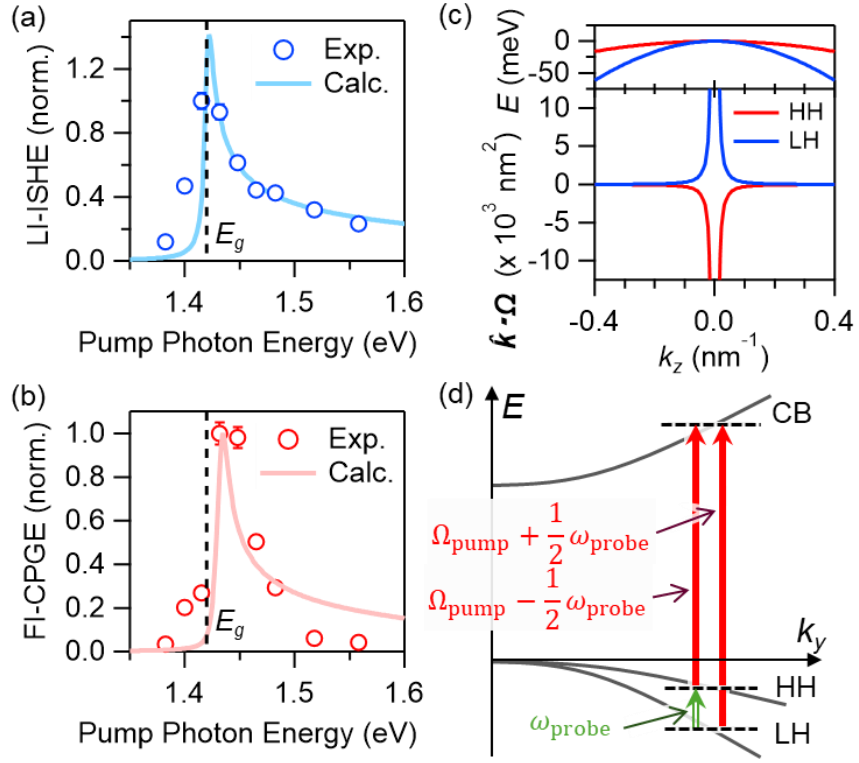 (a)
LI-ISHE (norm.)
1.2
0.8
0.4
0.0
Exp.
Calc.
E_g
1.4
1.5
1.6
Pump Photon Energy (eV)
(b)
FI-CPGE (norm.)
1.0
0.8
0.6
0.4
0.2
0.0
Exp.
Calc.
E_g
1.4
1.5
1.6
Pump Photon Energy (eV)
(c)
E (meV)
0
-50
k̂·Ω (x 10³ nm²)
10
5
0
-5
-10
HH
LH
-0.4
0.0
0.4
k_z (nm⁻¹)
(d)
E
CB
Ω_pump + 1/2 ω_probe
Ω_pump − 1/2 ω_probe
k_y
HH
ω_probe
LH